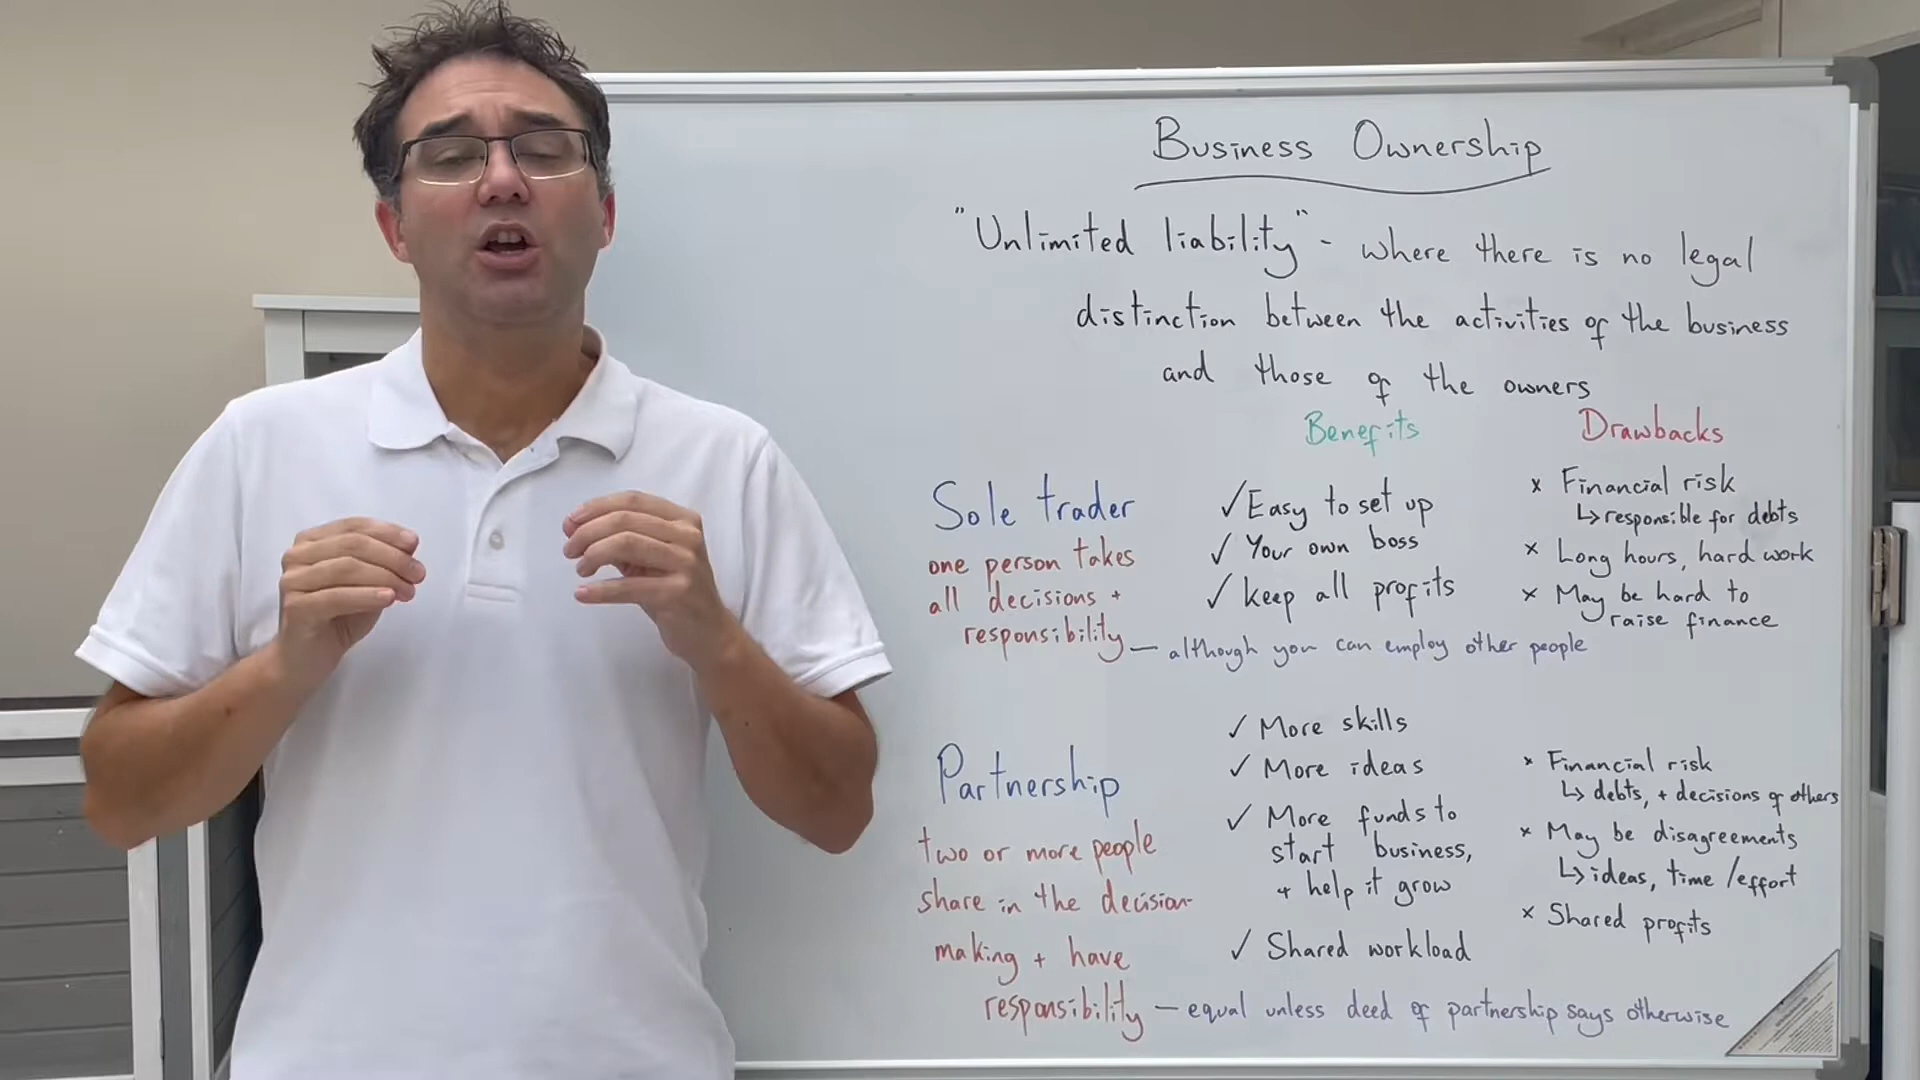 Business Ownership
"Unlimited liability" - where there is no legal
distinction between the activities of the business
and those of the owners
Benefits
Drawbacks
Sole trader
one person takes
all decisions +
responsibility - although you can employ other people
✓ Easy to set up
✓ Your own boss
✓ keep all profits
x Financial risk
↳ responsible for debts
x Long hours, hard work
x May be hard to
raise finance
Partnership
two or more people
share in the decision-
making + have
responsibility - equal unless deed of partnership says otherwise
✓ More skills
✓ More ideas
✓ More funds to
start business,
+ help it grow
✓ Shared workload
x Financial risk
↳ debts, + decisions of others
x May be disagreements
↳ ideas, time/effort
x Shared profits